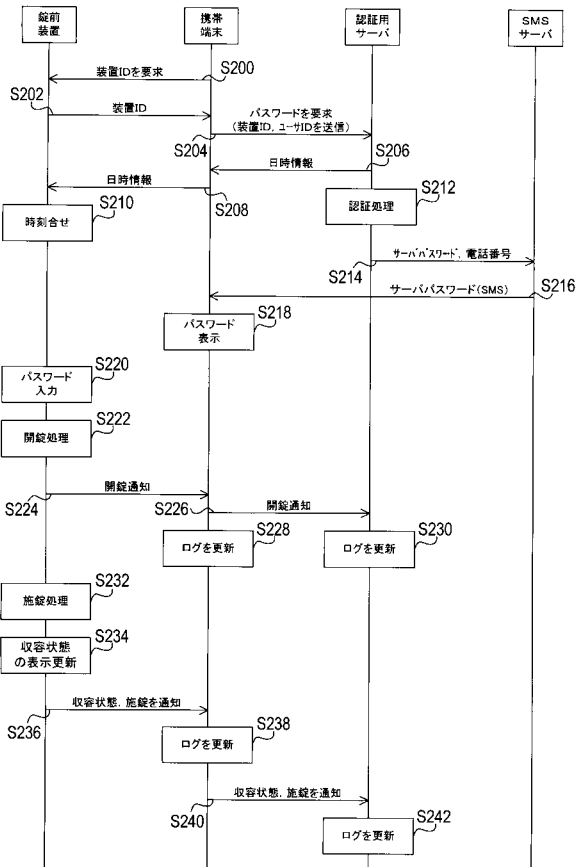 錠前
装置
携帯
端末
認証用
サーバ
SMS
サーバ
装置IDを要求
S200
S202
装置ID
パスワードを要求
(装置ID,ユーザIDを送信)
S204
日時情報
S206
日時情報
S208
S210
時刻合せ
S212
認証処理
サーバパスワード,電話番号
S214
サーバパスワード(SMS)
S216
S218
パスワード
表示
S220
パスワード
入力
S222
開錠処理
開錠通知
S224
S226
開錠通知
S228
ログを更新
S230
ログを更新
S232
施錠処理
S234
収容状態
の表示更新
収容状態,施錠を通知
S236
S238
ログを更新
収容状態,施錠を通知
S240
S242
ログを更新